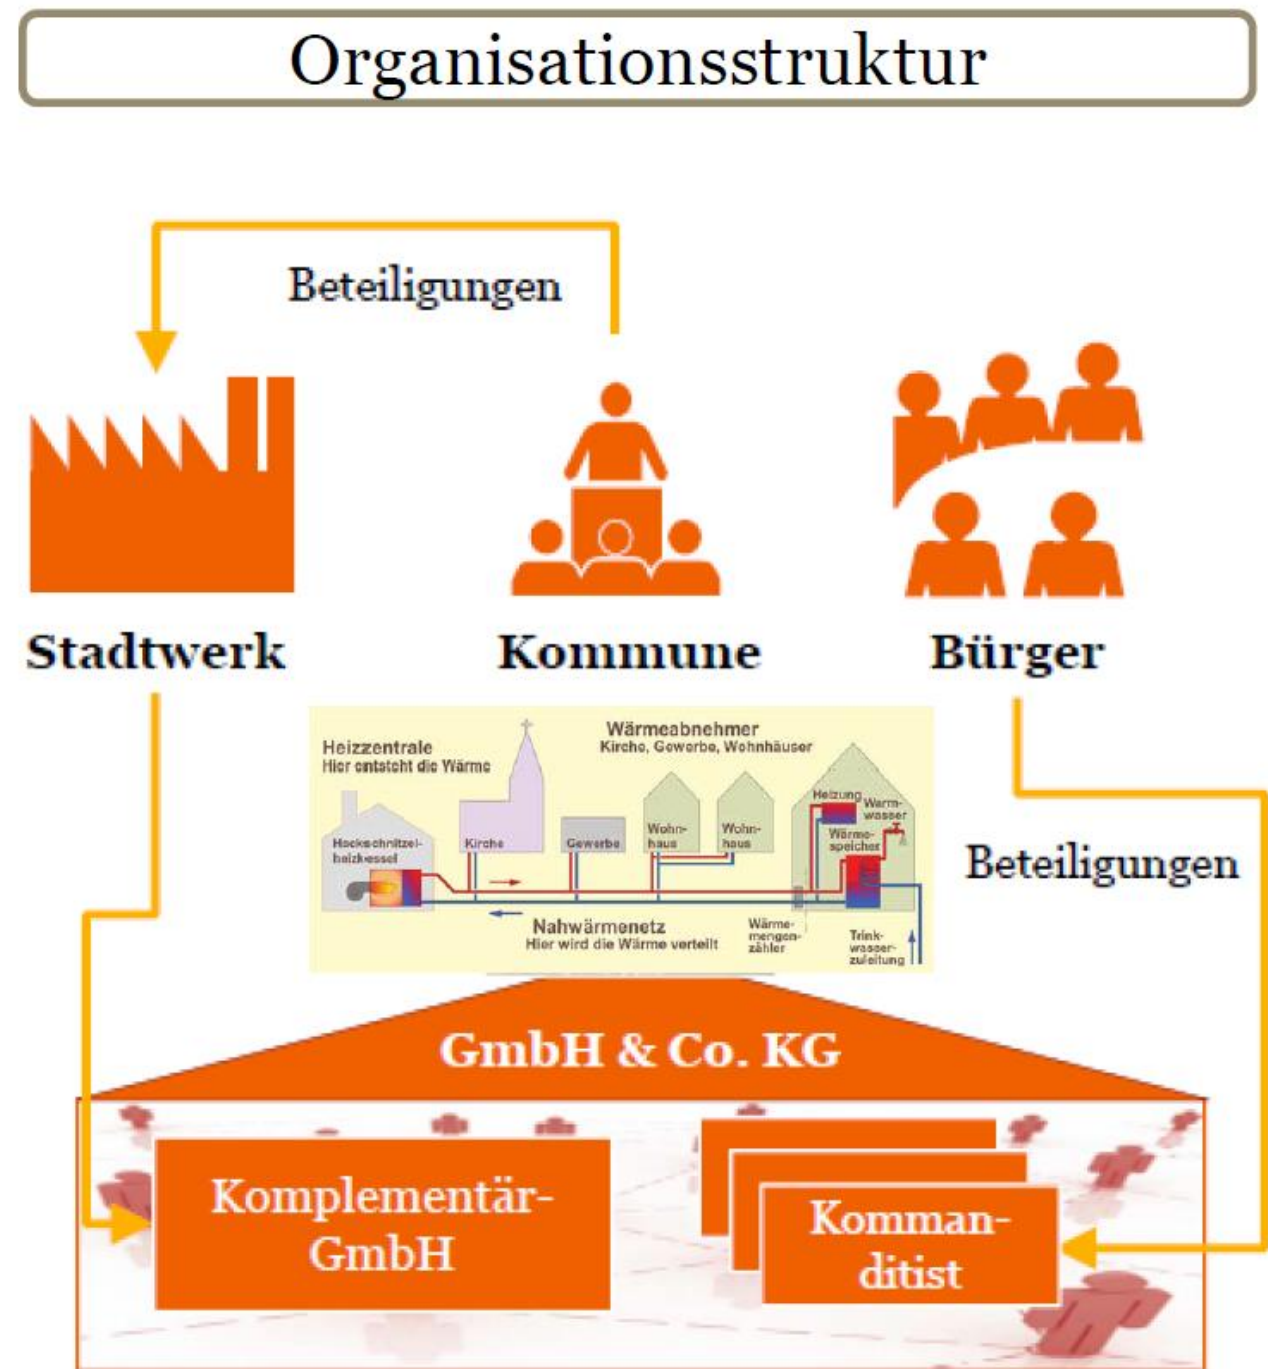 Organisationsstruktur
Beteiligungen
Stadtwerk
Kommune
Bürger
Heizzentrale
Hier entsteht die Wärme
Wärmeabnehmer
Kirche, Gewerbe, Wohnhäuser
Hackschnitzel-
heizkessel
Kirche
Gewerbe
Wohn-
haus
Wohn-
haus
Heizung
Warm-
wasser
Wärme-
speicher
Nahwärmenetz
Hier wird die Wärme verteilt
Wärme-
mengen-
zähler
Trink-
wasser-
zuleitung
Beteiligungen
GmbH & Co. KG
Komplementär-
GmbH
Komman-
ditist